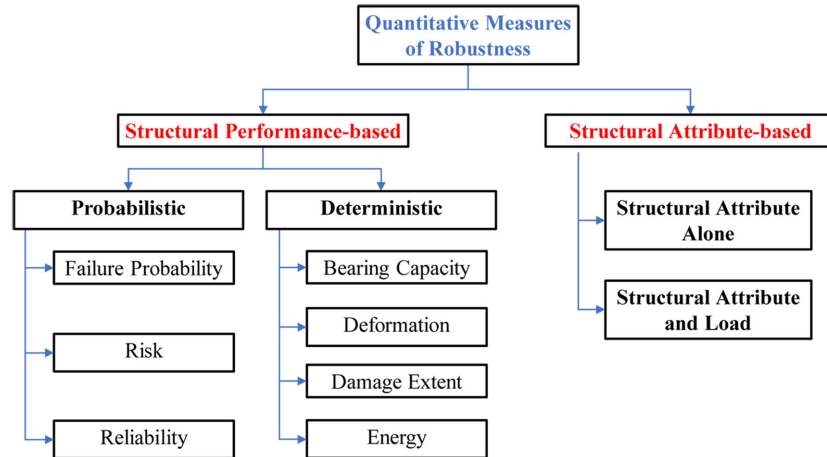 Quantitative Measures
of Robustness
Structural Performance-based
Structural Attribute-based
Probabilistic
Deterministic
Structural Attribute
Alone
Failure Probability
Bearing Capacity
Structural Attribute
and Load
Deformation
Risk
Damage Extent
Reliability
Energy